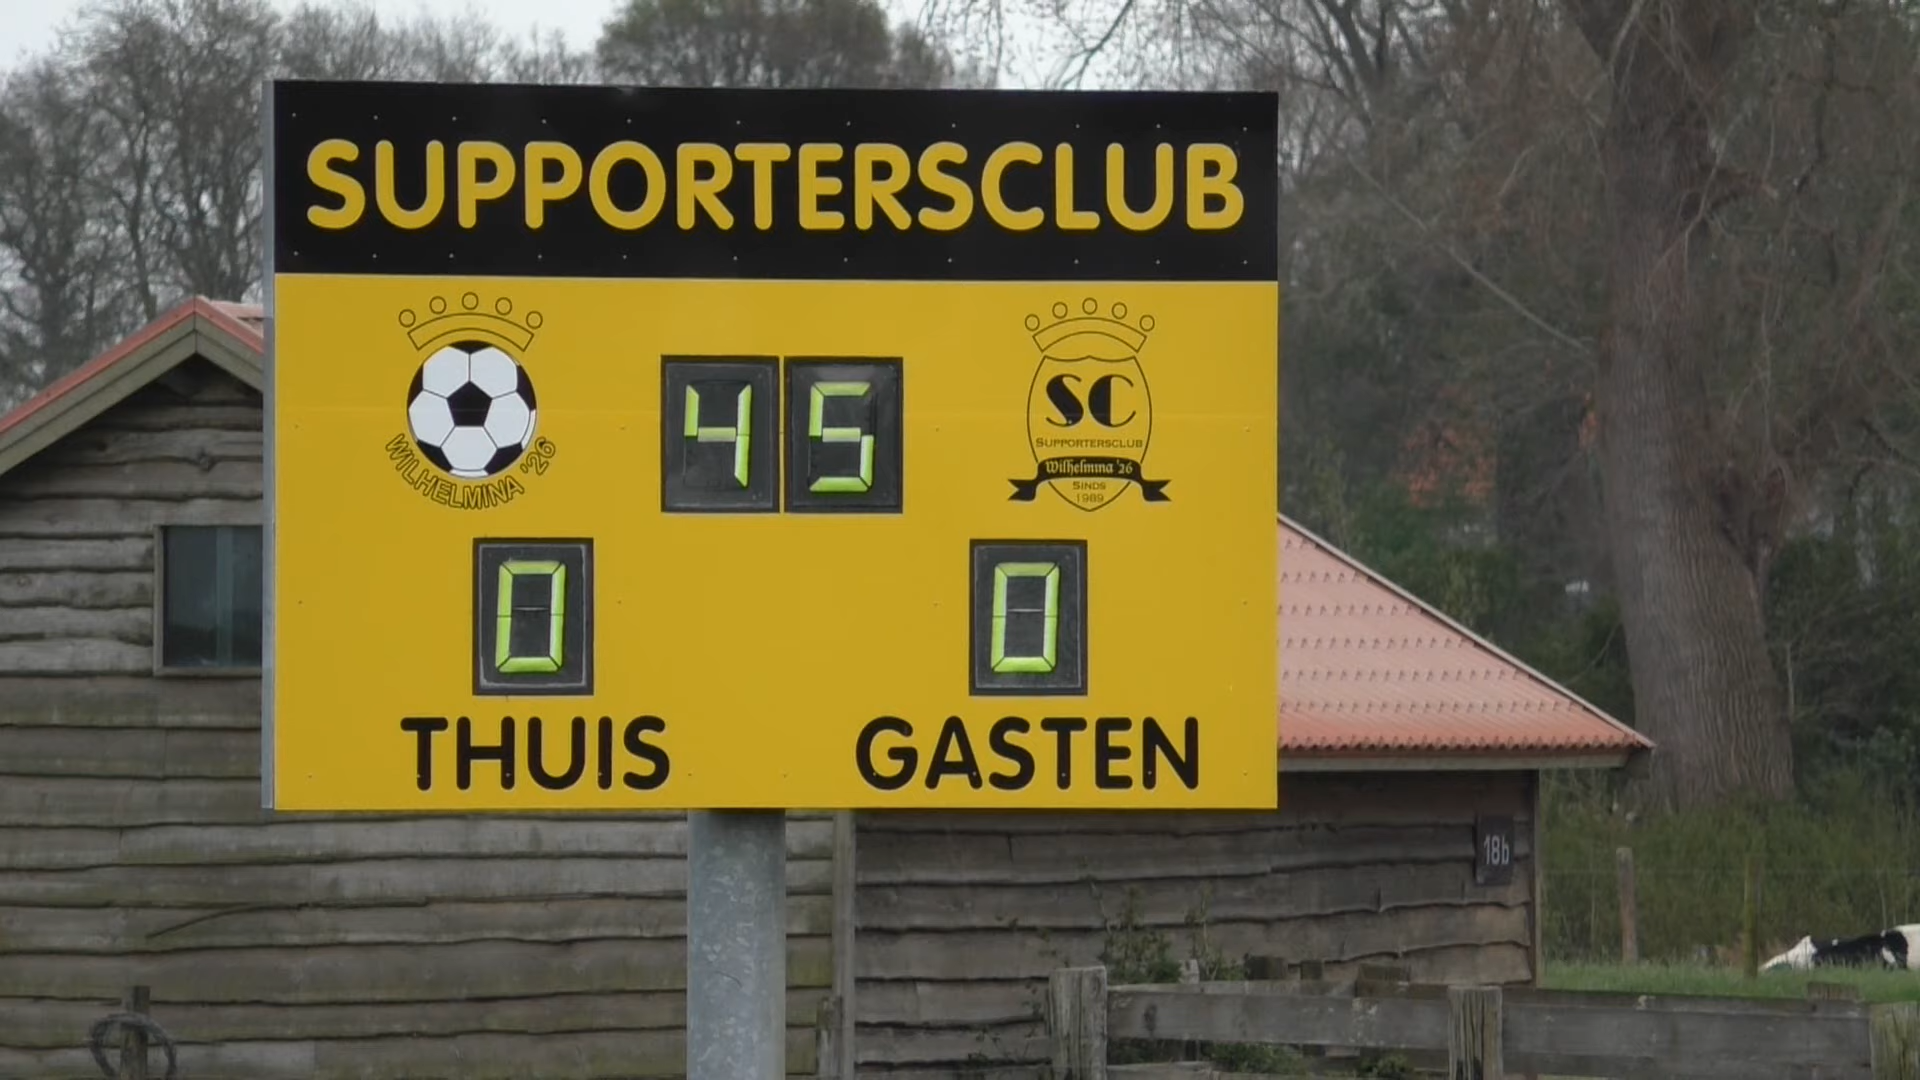 SUPPORTERSCLUB
WILHELMINA '26
45
SC
SUPPORTERSCLUB
Wilhelmina '26
SINDS
1989
0
0
THUIS
GASTEN
18b